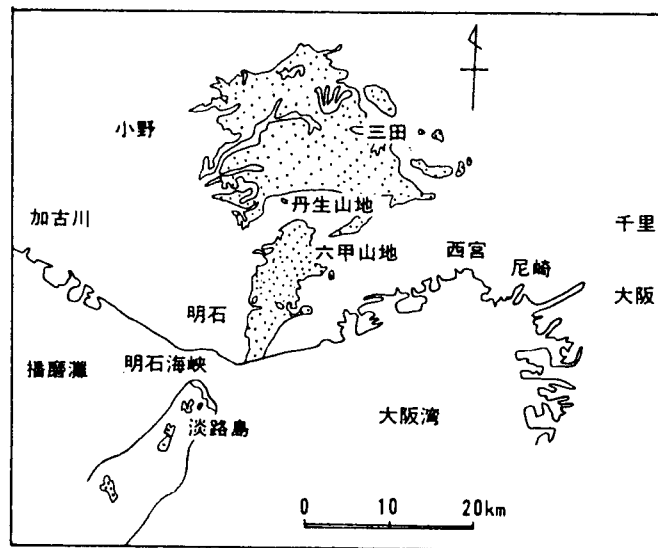 小野
三田
丹生山地
加古川
千里
六甲山地
西宮
尼崎
明石
大阪
播磨灘
明石海峡
淡路島
大阪湾
0 10 20km